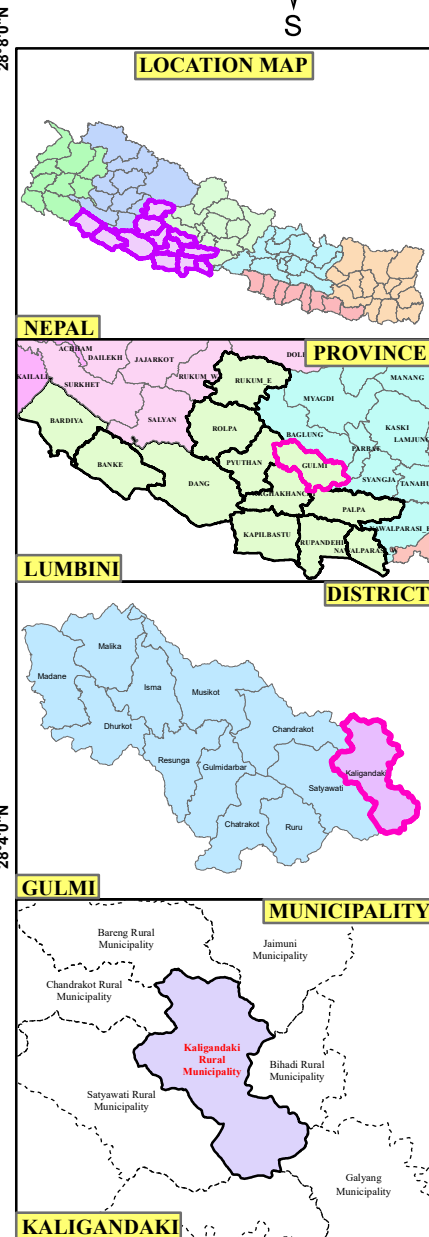 S
28°8'0"N
LOCATION MAP
NEPAL
PROVINCE
ACHHAM
DAILEKH
JAJARKOT
RUKUM_W
KAILALI
SURKHET
SALYAN
RUKUM_E
MANANG
MYAGDI
BARDIYA
ROLPA
BAGLUNG
KASKI
LAMJUNG
PARBAT
BANKE
PYUTHAN
GULMI
SYANGJA
DANG
PALPA
KAPILBASTU
RUPANDEHI
LUMBINI
DISTRICT
Malika
Madane
Isma
Musikot
Dhurkot
Chandrakot
Resunga
Gulmidarbar
Kaligandaki
Satyawati
Chatrakot
Ruru
28°4'0"N
GULMI
MUNICIPALITY
Bareng Rural
Municipality
Jaimuni
Municipality
Chandrakot Rural
Municipality
Kaligandaki
Rural
Municipality
Bihadi Rural
Municipality
Satyawati Rural
Municipality
Galyang
Municipality
KALIGANDAKI